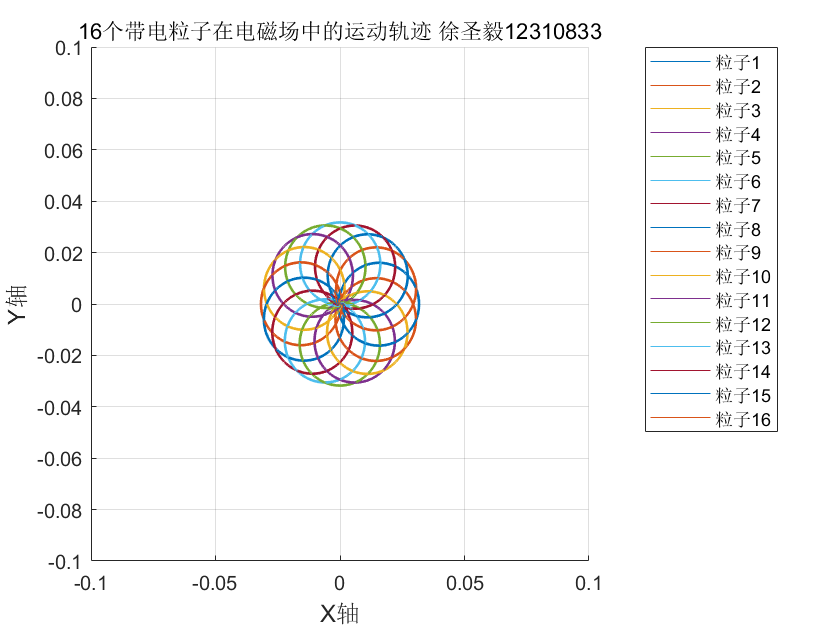 16个带电粒子在电磁场中的运动轨迹 徐圣毅12310833
0.1
0.08
0.06
0.04
0.02
0
-0.02
-0.04
-0.06
-0.08
-0.1
Y轴
-0.1
-0.05
0
0.05
0.1
X轴
粒子1
粒子2
粒子3
粒子4
粒子5
粒子6
粒子7
粒子8
粒子9
粒子10
粒子11
粒子12
粒子13
粒子14
粒子15
粒子16